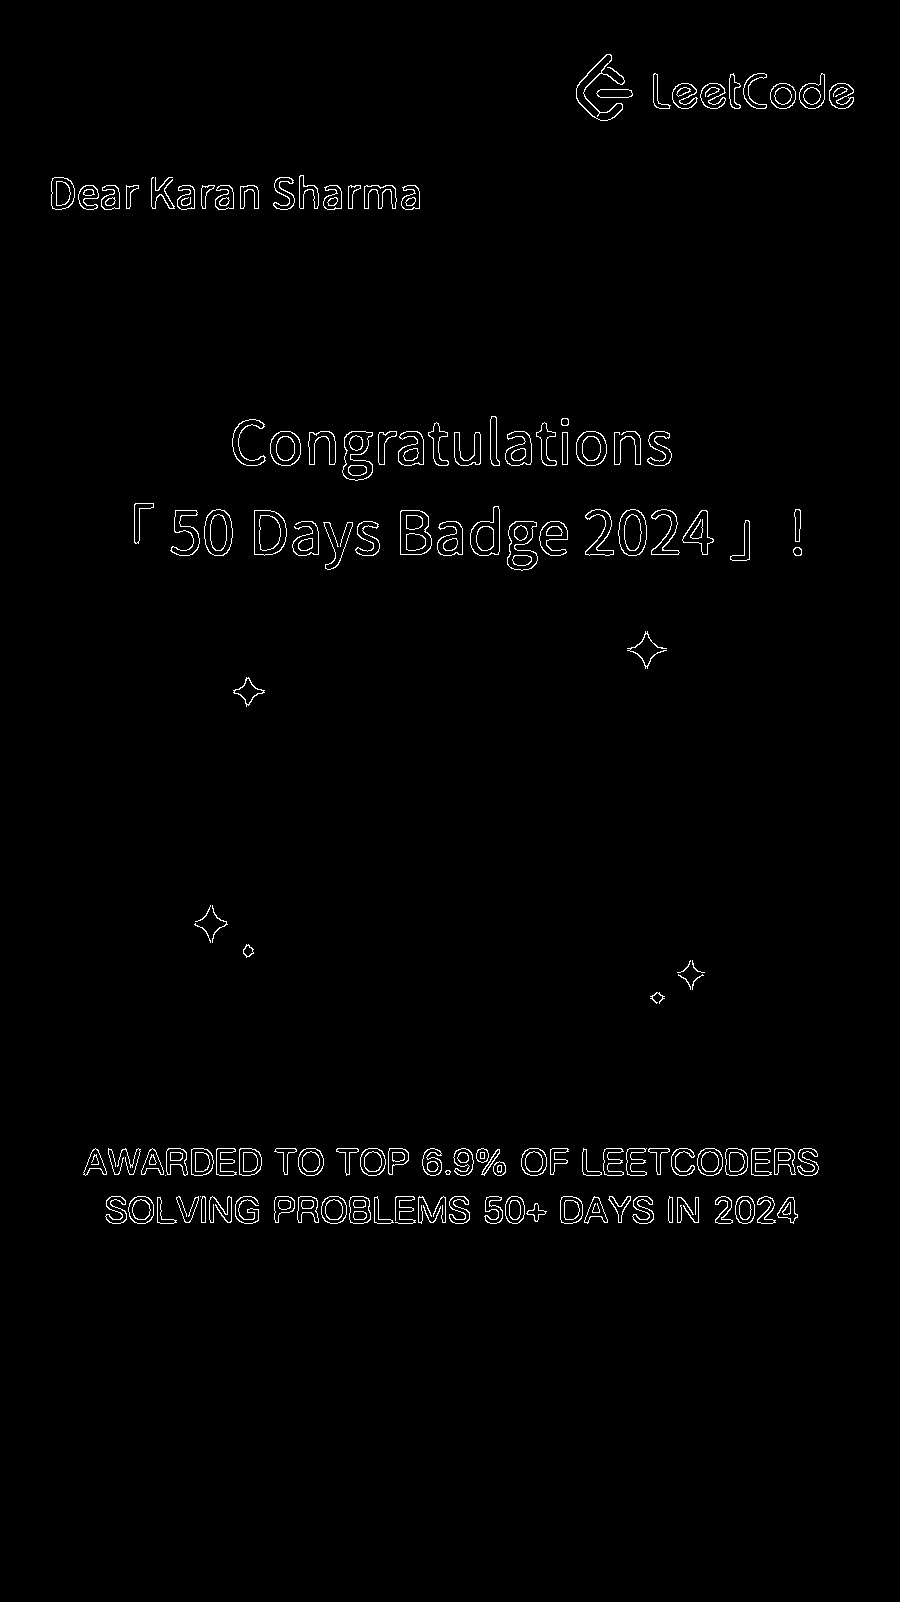 LeetCode
Dear Karan Sharma
Congratulations
「 50 Days Badge 2024 」 !
AWARDED TO TOP 6.9% OF LEETCODERS
SOLVING PROBLEMS 50+ DAYS IN 2024